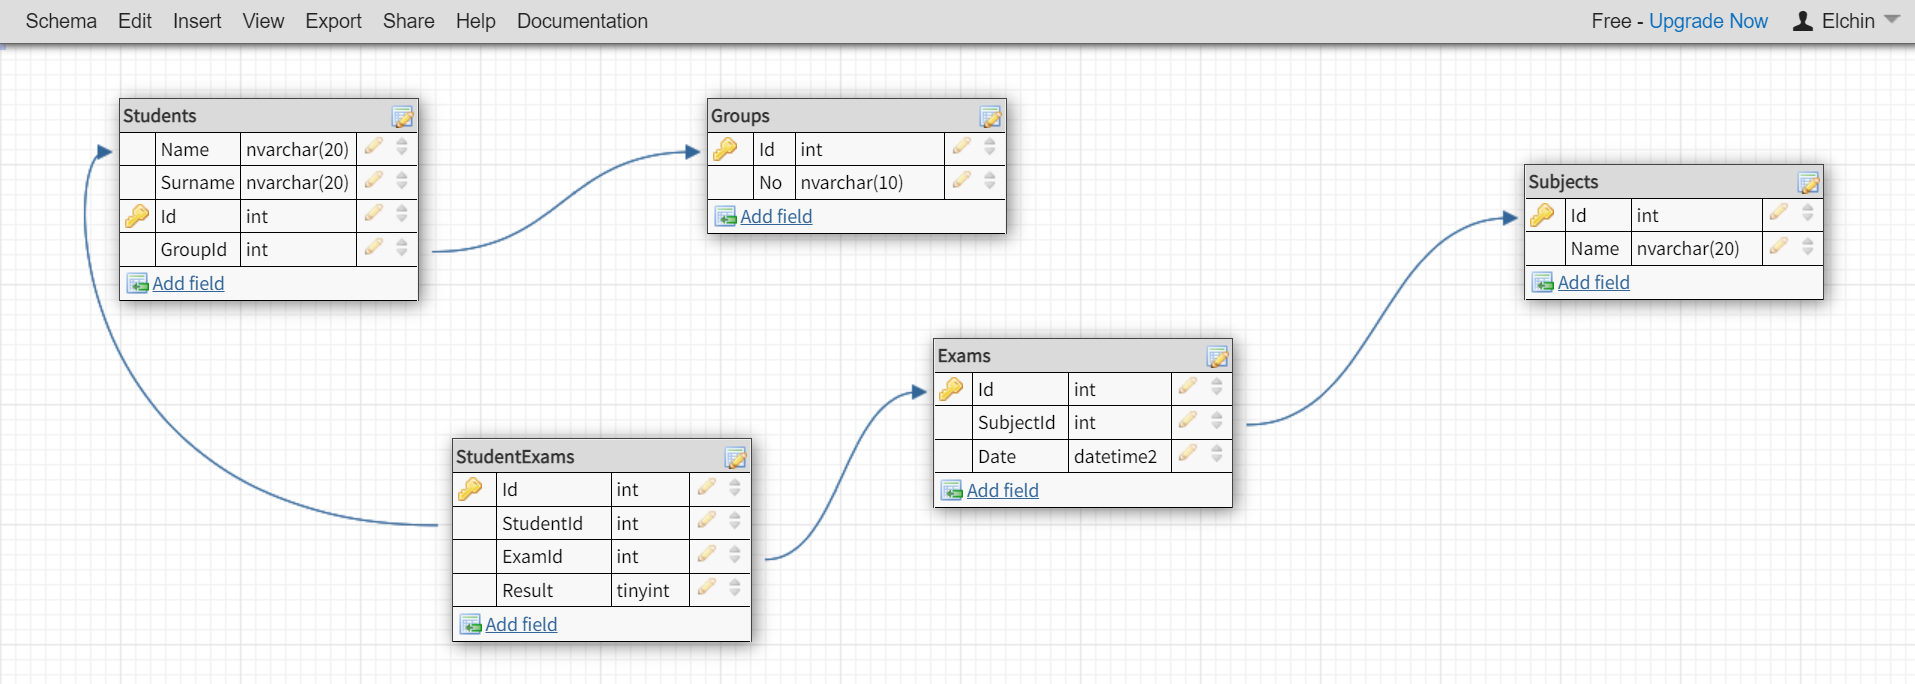 Schema Edit Insert View Export Share Help Documentation Free - Upgrade Now Elchin
Students
Name nvarchar(20)
Surname nvarchar(20)
Id int
GroupId int
Add field
Groups
Id int
No nvarchar(10)
Add field
Subjects
Id int
Name nvarchar(20)
Add field
Exams
Id int
SubjectId int
Date datetime2
Add field
StudentExams
Id int
StudentId int
ExamId int
Result tinyint
Add field